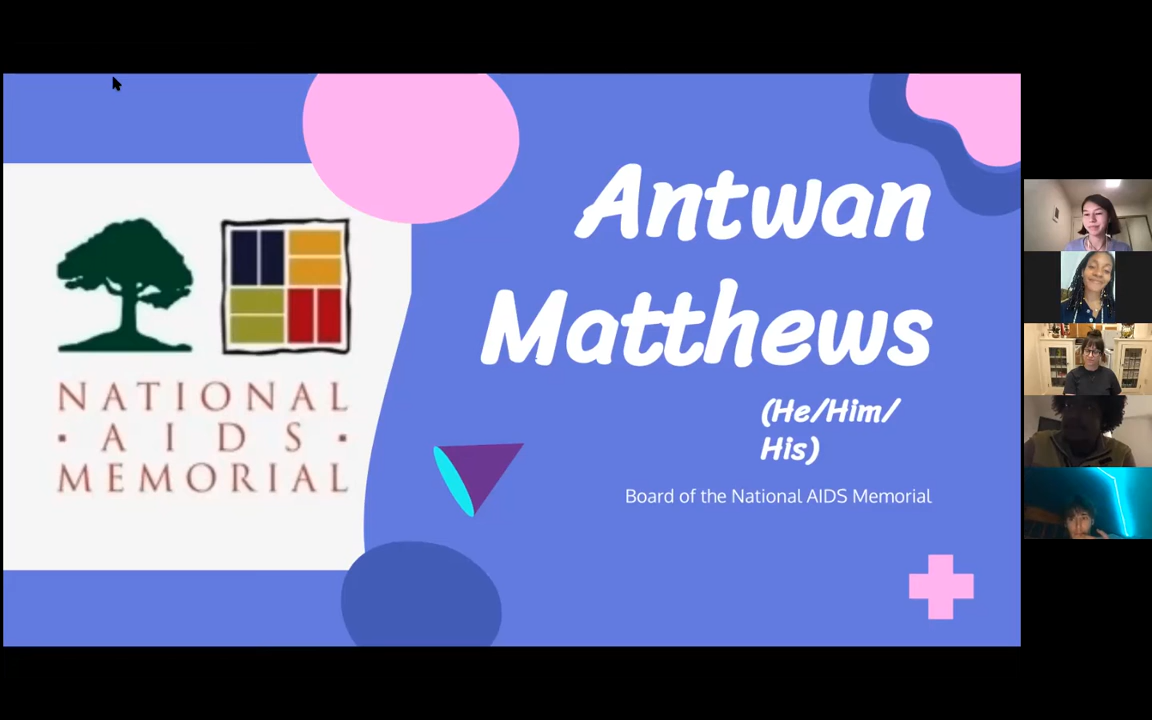 NATIONAL
· A I D S ·
MEMORIAL
Antwan
Matthews
(He/Him/
His)
Board of the National AIDS Memorial